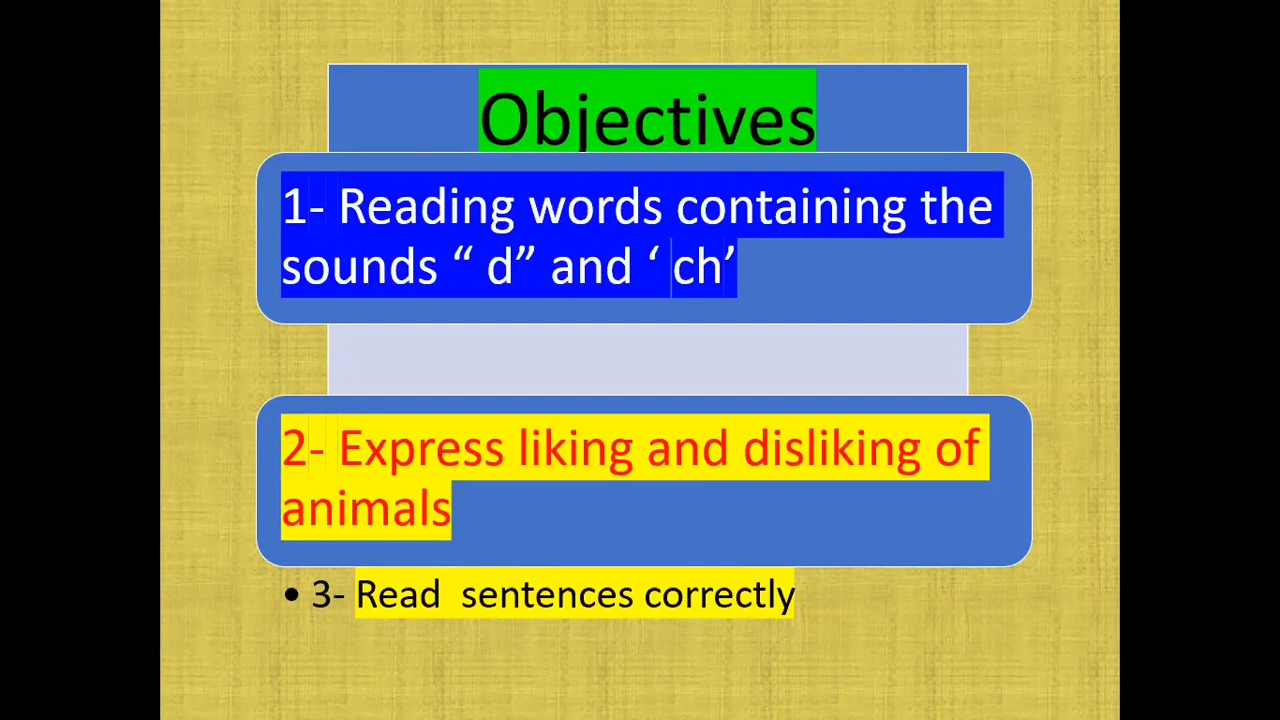 Objectives
1- Reading words containing the
sounds “ d” and ‘ ch’
2- Express liking and disliking of
animals
• 3- Read  sentences correctly